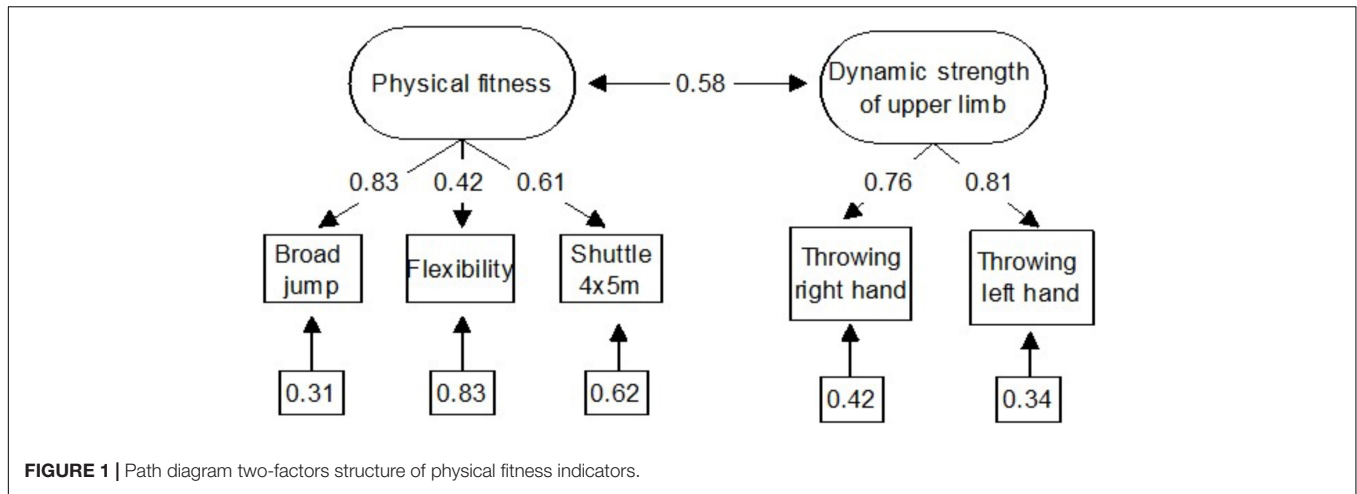 Physical fitness
0.58
Dynamic strength
of upper limb
0.83 0.42 0.61
0.76 0.81
Broad
jump
Flexibility
Shuttle
4x5m
Throwing
right hand
Throwing
left hand
0.31
0.83
0.62
0.42
0.34
FIGURE 1 | Path diagram two-factors structure of physical fitness indicators.